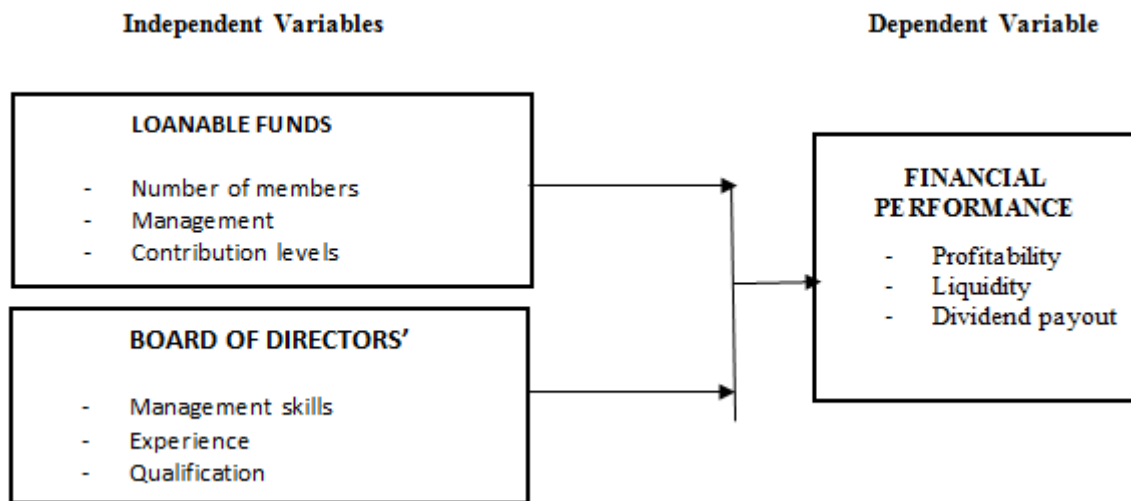 Independent Variables
Dependent Variable
LOANABLE FUNDS
- Number of members
- Management
- Contribution levels
BOARD OF DIRECTORS’
- Management skills
- Experience
- Qualification
FINANCIAL
PERFORMANCE
- Profitability
- Liquidity
- Dividend payout